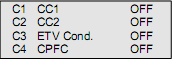 C1 CC1 OFF
C2 CC2 OFF
C3 ETV Cond. OFF
C4 CPFC OFF